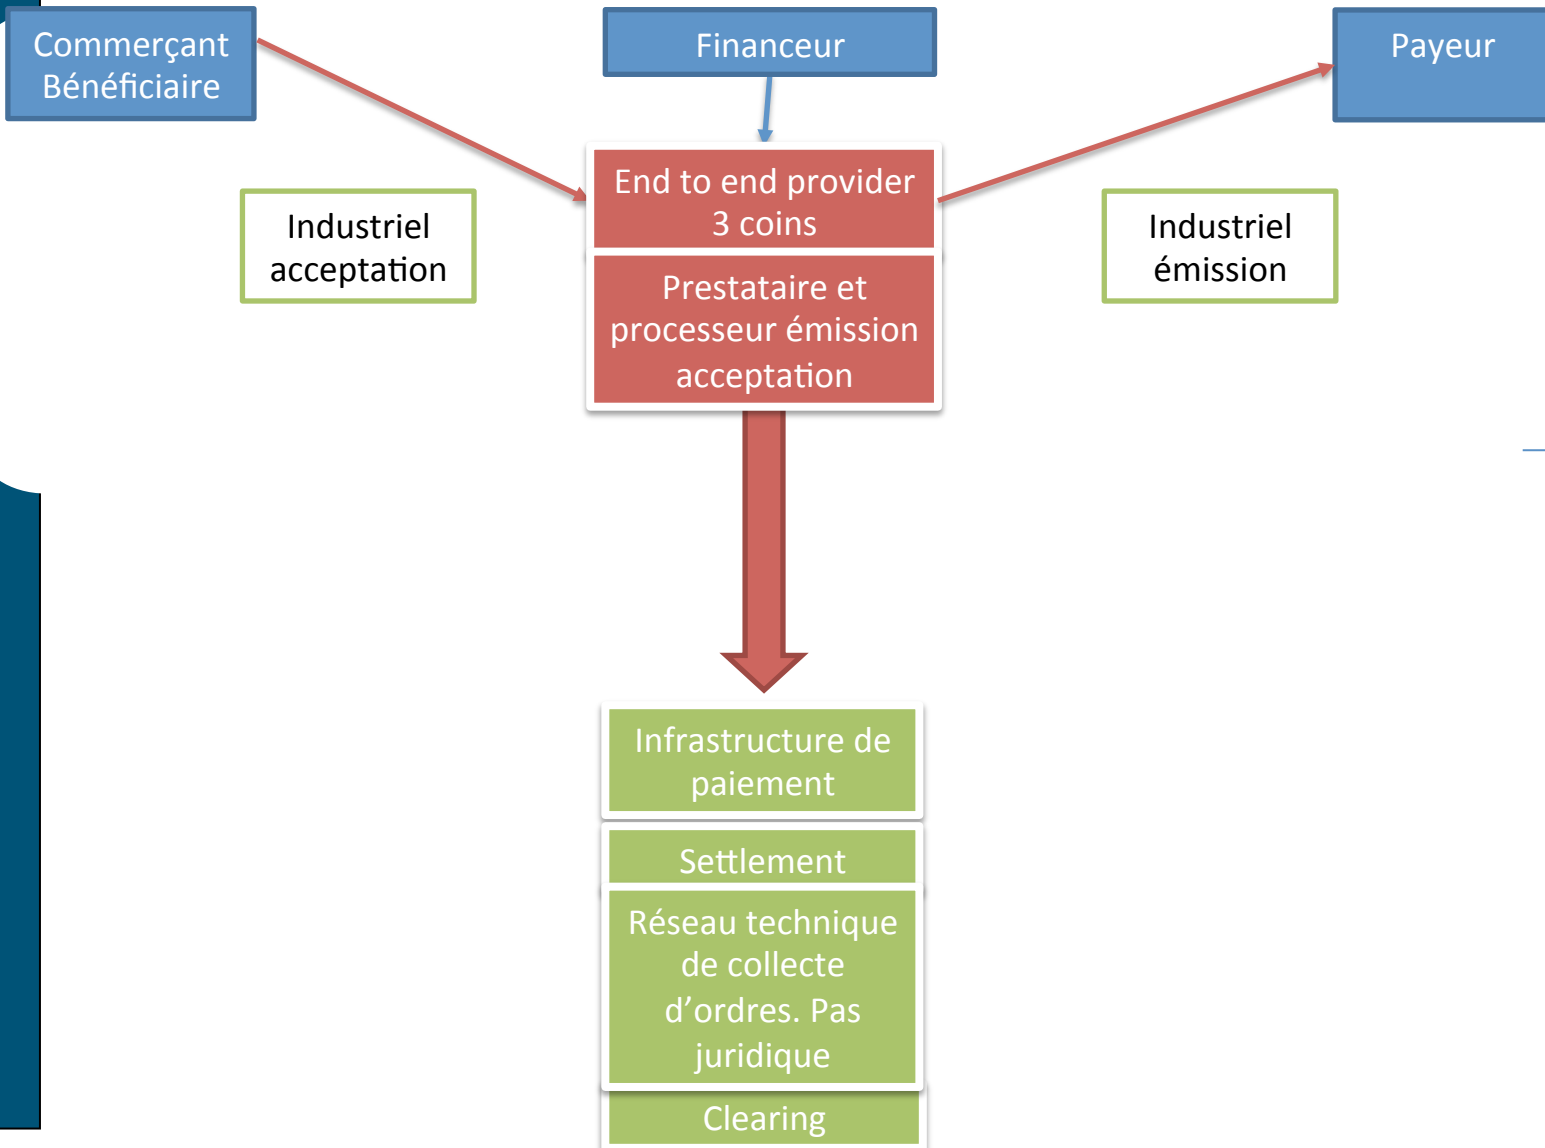 Commerçant
Bénéficiaire
Financeur
Payeur
End to end provider
3 coins
Industriel
acceptation
Industriel
émission
Prestataire et
processeur émission
acceptation
Infrastructure de
paiement
Settlement
Réseau technique
de collecte
d’ordres. Pas
juridique
Clearing